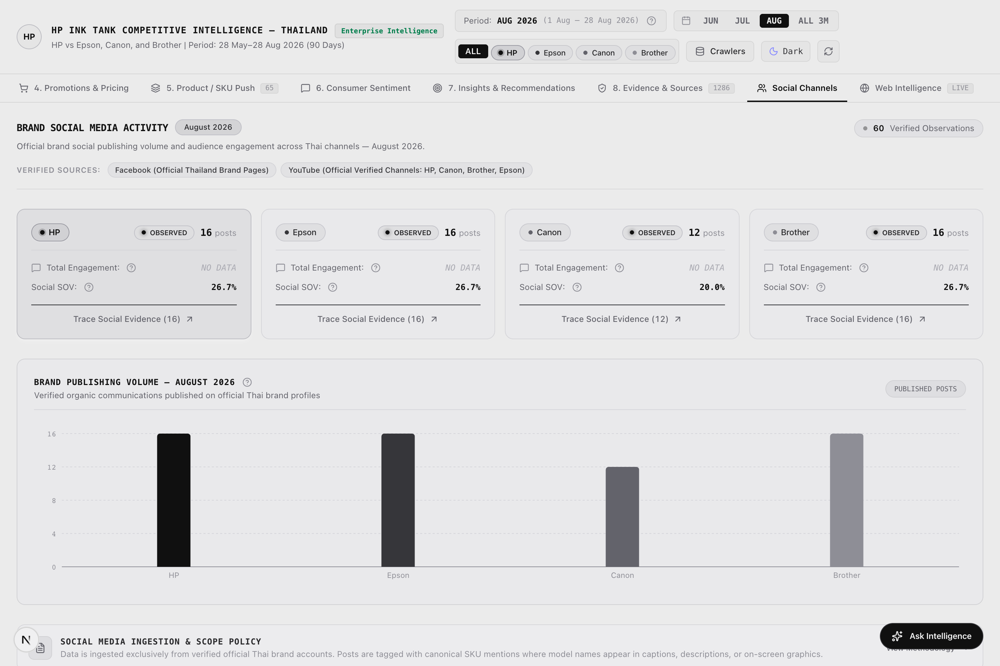 HP
HP INK TANK COMPETITIVE INTELLIGENCE — THAILAND
Enterprise Intelligence
HP vs Epson, Canon, and Brother | Period: 28 May–28 Aug 2026 (90 Days)
Period: AUG 2026 (1 Aug — 28 Aug 2026)
JUN JUL AUG ALL 3M
ALL HP Epson Canon Brother
Crawlers
Dark
4. Promotions & Pricing
5. Product / SKU Push 65
6. Consumer Sentiment
7. Insights & Recommendations
8. Evidence & Sources 1286
Social Channels
Web Intelligence LIVE
BRAND SOCIAL MEDIA ACTIVITY August 2026
60 Verified Observations
Official brand social publishing volume and audience engagement across Thai channels — August 2026.
VERIFIED SOURCES: Facebook (Official Thailand Brand Pages) YouTube (Official Verified Channels: HP, Canon, Brother, Epson)
HP OBSERVED 16 posts
Total Engagement: NO DATA
Social SOV: 26.7%
Trace Social Evidence (16)
Epson OBSERVED 16 posts
Total Engagement: NO DATA
Social SOV: 26.7%
Trace Social Evidence (16)
Canon OBSERVED 12 posts
Total Engagement: NO DATA
Social SOV: 20.0%
Trace Social Evidence (12)
Brother OBSERVED 16 posts
Total Engagement: NO DATA
Social SOV: 26.7%
Trace Social Evidence (16)
BRAND PUBLISHING VOLUME — AUGUST 2026
Verified organic communications published on official Thai brand profiles
PUBLISHED POSTS
16
12
8
4
0
HP Epson Canon Brother
N
SOCIAL MEDIA INGESTION & SCOPE POLICY
Data is ingested exclusively from verified official Thai brand accounts. Posts are tagged with canonical SKU mentions where model names appear in captions, descriptions, or on-screen graphics.
Ask Intelligence